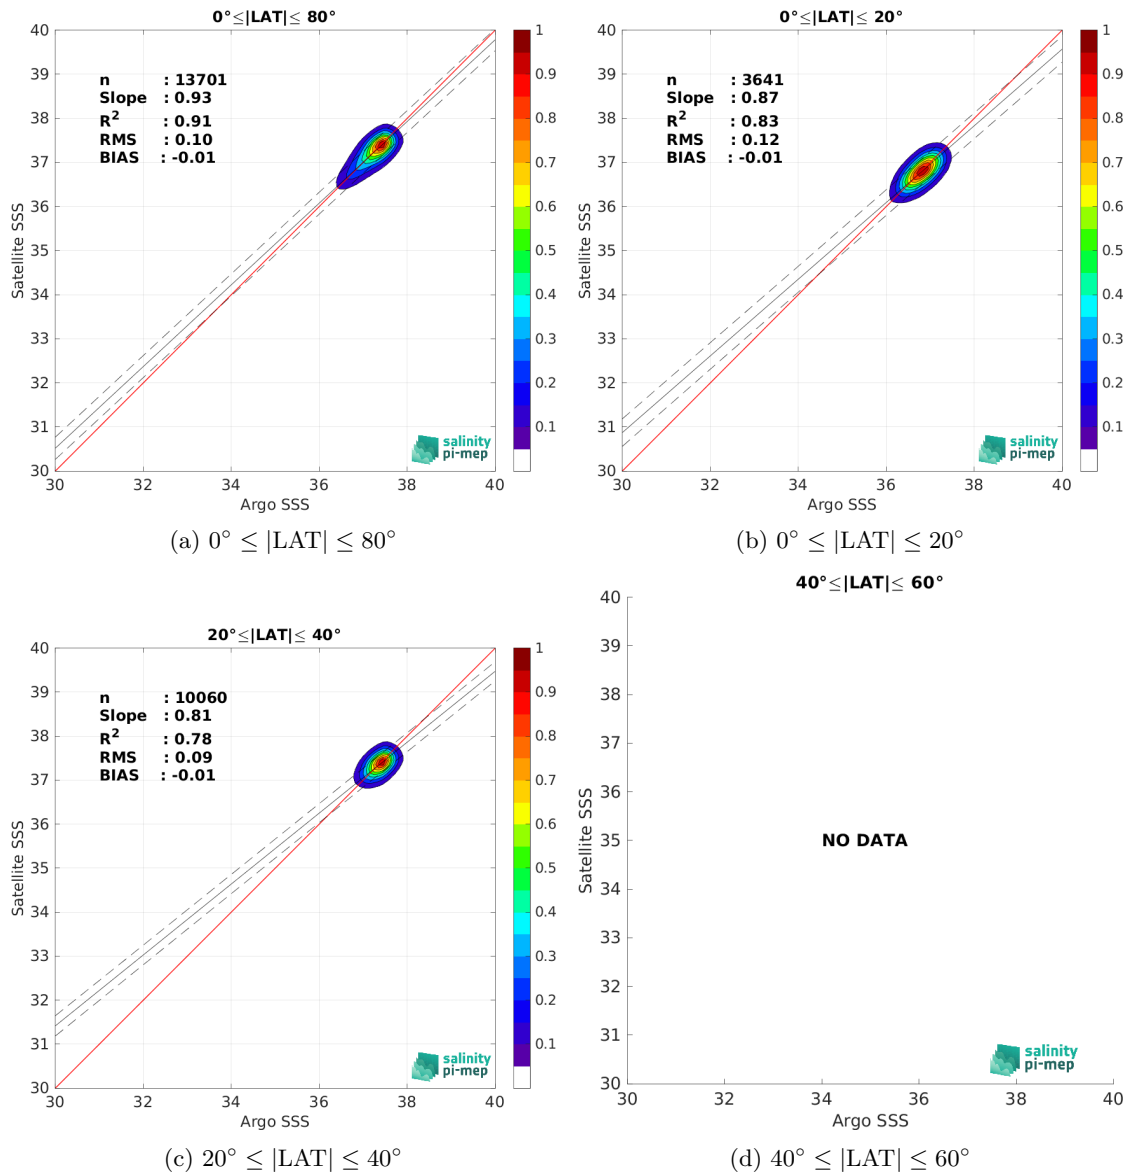 0°≤|LAT|≤ 80°
n : 13701
Slope : 0.93
R² : 0.91
RMS : 0.10
BIAS : -0.01
40
39
38
37
36
35
34
33
32
31
30
Satellite SSS
30 32 34 36 38 40
Argo SSS
1
0.9
0.8
0.7
0.6
0.5
0.4
0.3
0.2
0.1
salinity
pi-mep
(a) 0° ≤ |LAT| ≤ 80°
0°≤|LAT|≤ 20°
n : 3641
Slope : 0.87
R² : 0.83
RMS : 0.12
BIAS : -0.01
40
39
38
37
36
35
34
33
32
31
30
Satellite SSS
30 32 34 36 38 40
Argo SSS
1
0.9
0.8
0.7
0.6
0.5
0.4
0.3
0.2
0.1
salinity
pi-mep
(b) 0° ≤ |LAT| ≤ 20°
20°≤|LAT|≤ 40°
n : 10060
Slope : 0.81
R² : 0.78
RMS : 0.09
BIAS : -0.01
40
39
38
37
36
35
34
33
32
31
30
Satellite SSS
30 32 34 36 38 40
Argo SSS
1
0.9
0.8
0.7
0.6
0.5
0.4
0.3
0.2
0.1
salinity
pi-mep
(c) 20° ≤ |LAT| ≤ 40°
40°≤|LAT|≤ 60°
40
39
38
37
36
35
34
33
32
31
30
Satellite SSS
NO DATA
30 32 34 36 38 40
Argo SSS
salinity
pi-mep
(d) 40° ≤ |LAT| ≤ 60°